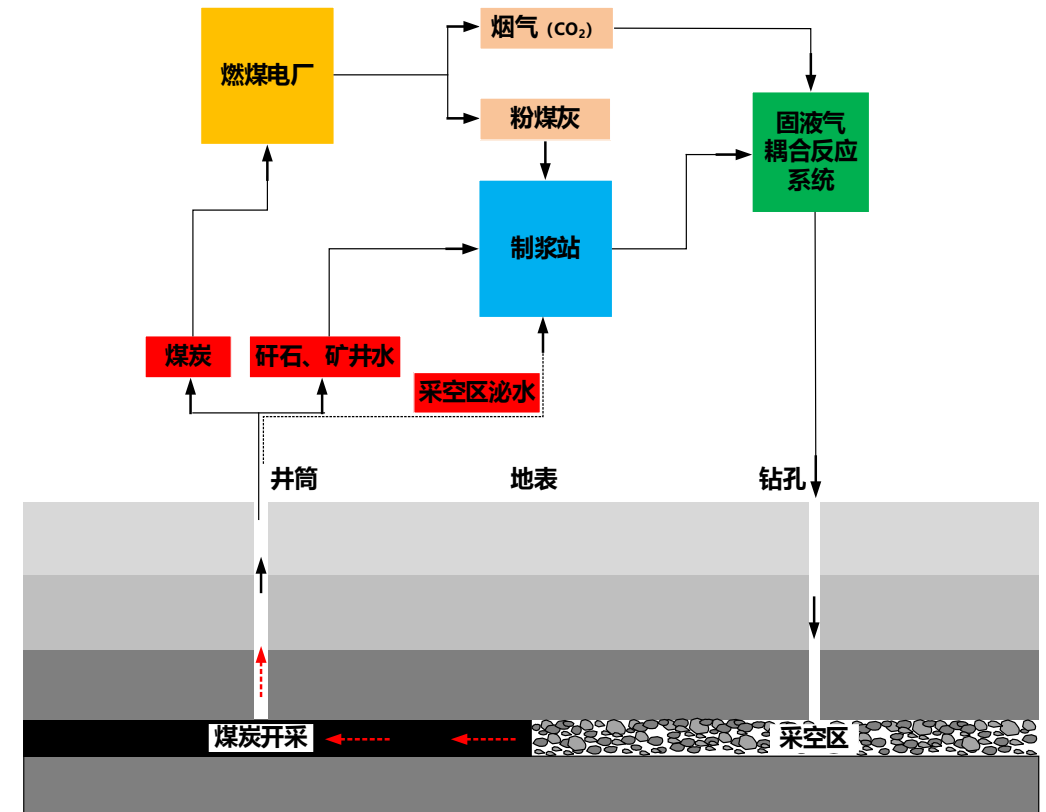 烟气（CO₂）
燃煤电厂
粉煤灰
固液气
耦合反应
系统
制浆站
煤炭
矸石、矿井水
采空区泌水
井筒
地表
钻孔
煤炭开采
采空区